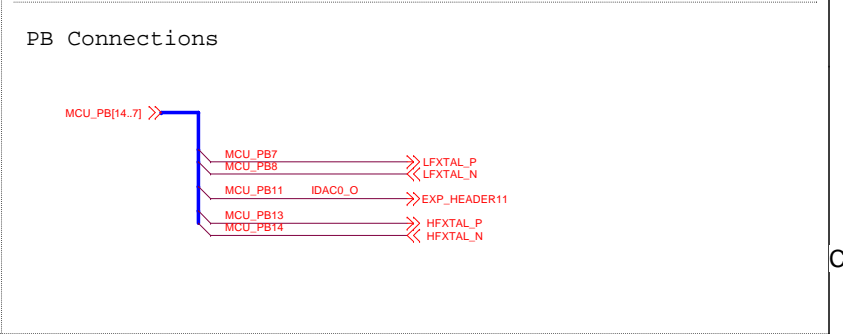 PB Connections
MCU_PB[14..7]
MCU_PB7 LFXTAL_P
MCU_PB8 LFXTAL_N
MCU_PB11 IDAC0_O EXP_HEADER11
MCU_PB13 HFXTAL_P
MCU_PB14 HFXTAL_N
C